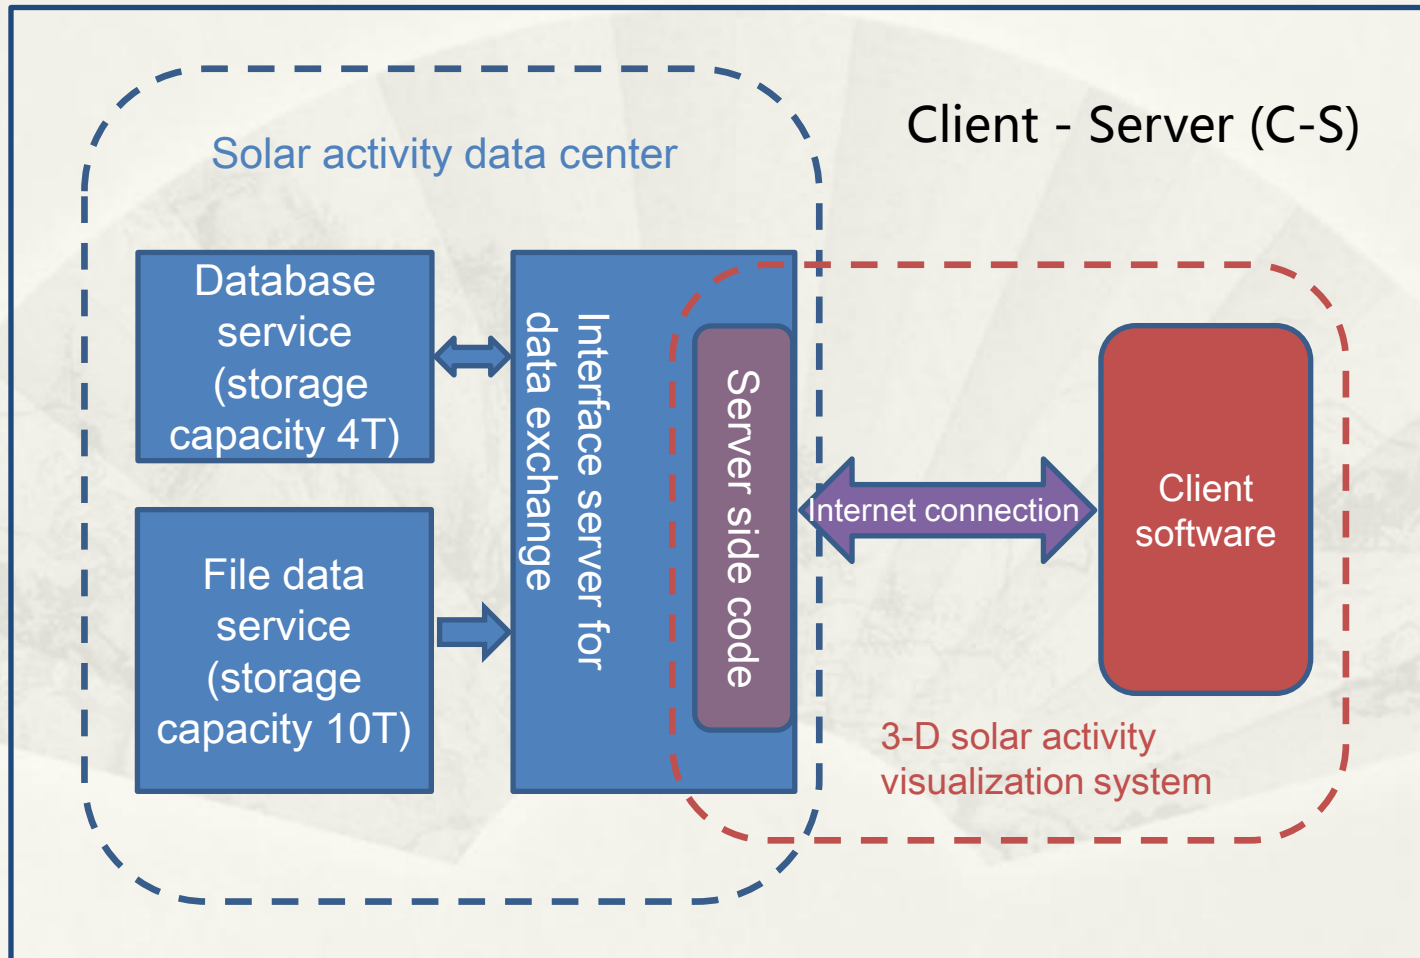 Client - Server (C-S)
Solar activity data center
Database
service
(storage
capacity 4T)
File data
service
(storage
capacity 10T)
Interface server for
data exchange
Server side code
Internet connection
Client
software
3-D solar activity
visualization system